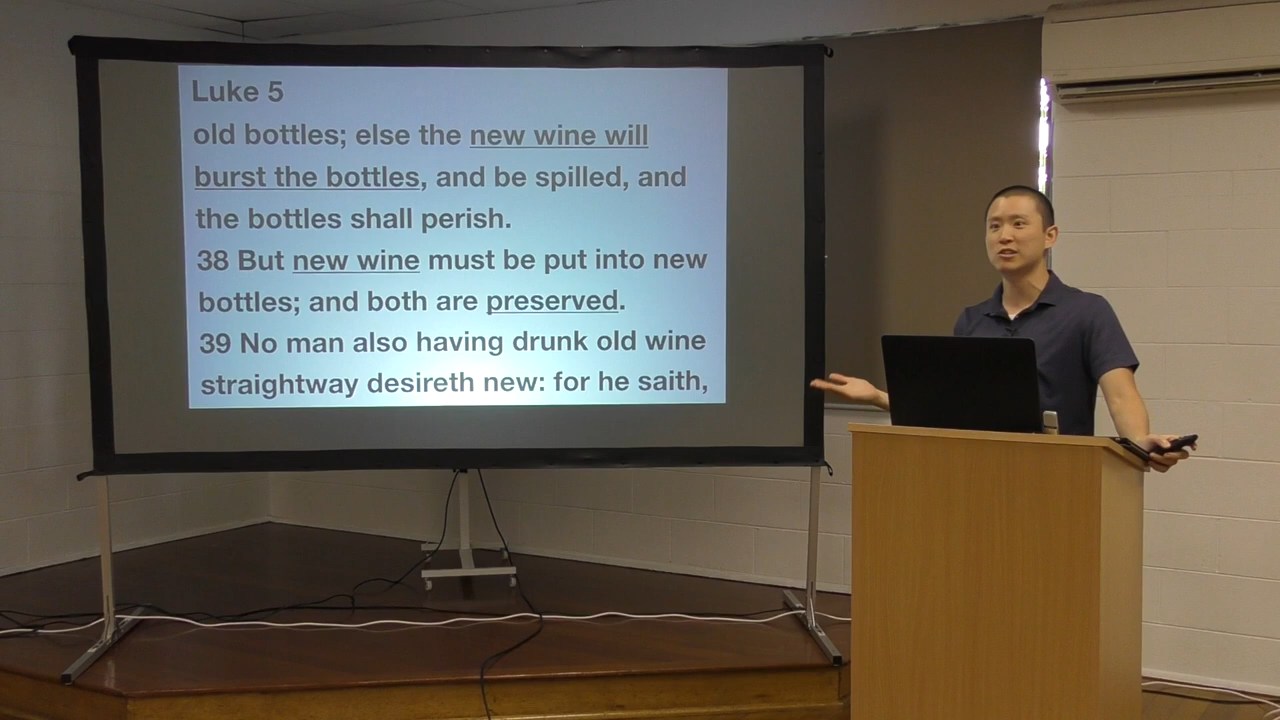 Luke 5
old bottles; else the new wine will
burst the bottles, and be spilled, and
the bottles shall perish.
38 But new wine must be put into new
bottles; and both are preserved.
39 No man also having drunk old wine
straightway desireth new: for he saith,